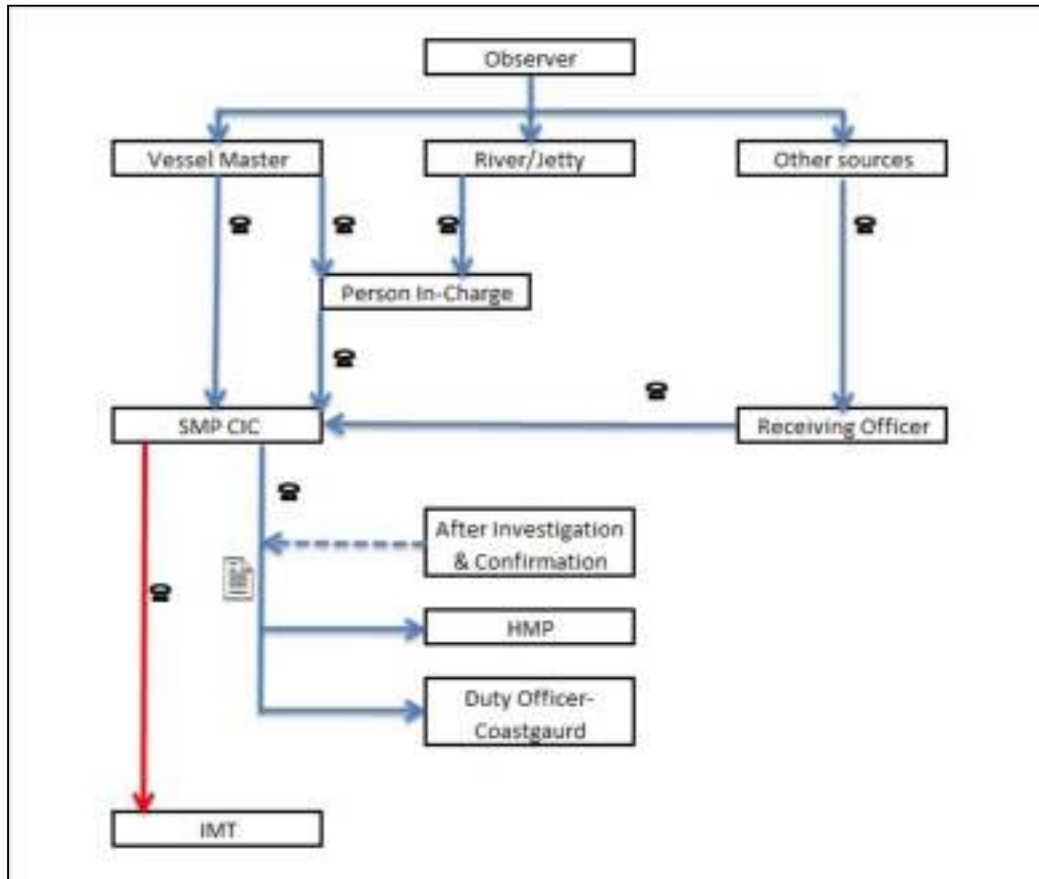 Observer
Vessel Master
River/Jetty
Other sources
Person In-Charge
SMP CIC
Receiving Officer
After Investigation
& Confirmation
HMP
Duty Officer-
Coastgaurd
IMT